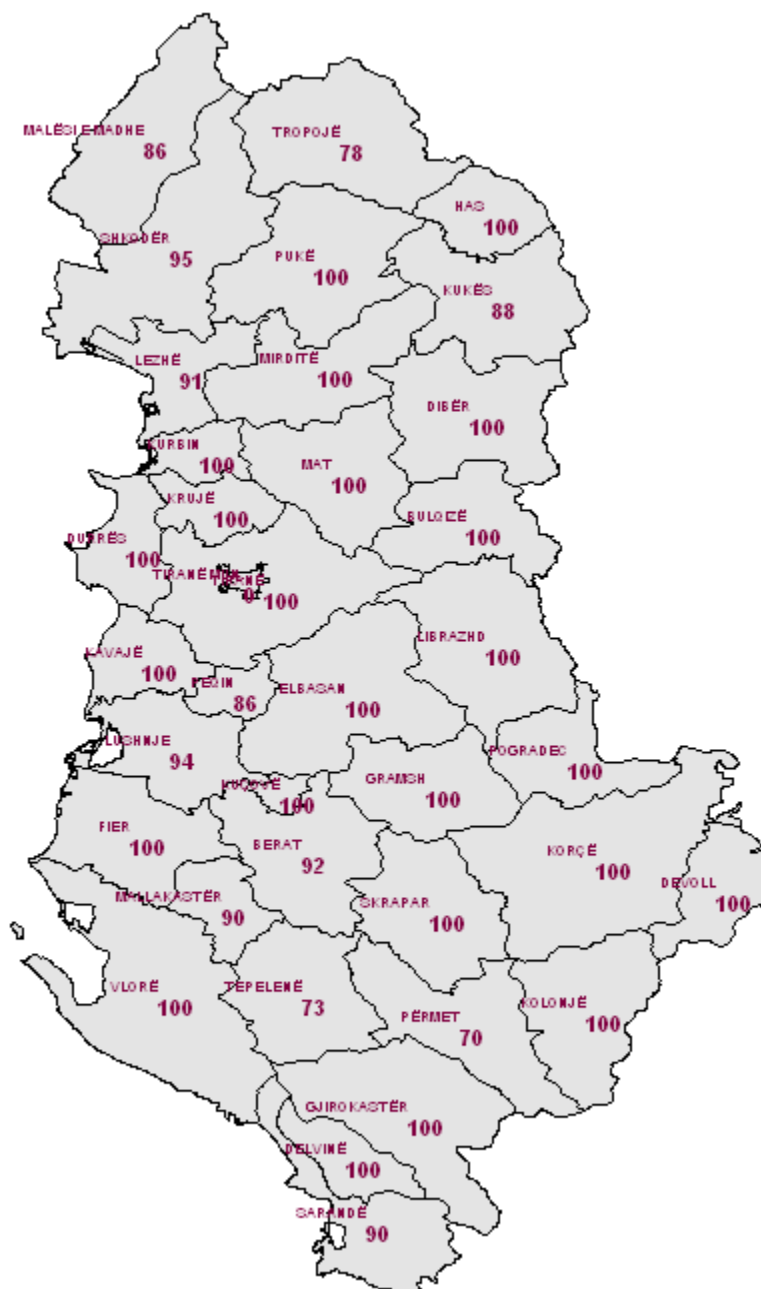 MALËSI E MADHE
86
TROPOJË
78
HAS
100
SHKODËR
95
PUKË
100
KUKËS
88
LEZHË
91
MIRDITË
100
DIBËR
100
KURBIN
100
MAT
100
KRUJË
100
BULQIZË
100
DURRËS
100
TIRANË
0
100
LIBRAZHD
100
KAVAJË
100
PEQIN
86
ELBASAN
100
LUSHNJE
94
POGRADEC
100
KUÇOVË
100
GRAMSH
100
FIER
100
BERAT
92
KORÇË
100
DEVOLL
100
MALLAKASTËR
90
SKRAPAR
100
VLORË
100
TEPELENË
73
PËRMET
70
KOLONJË
100
GJIROKASTËR
100
DELVINË
100
SARANDË
90